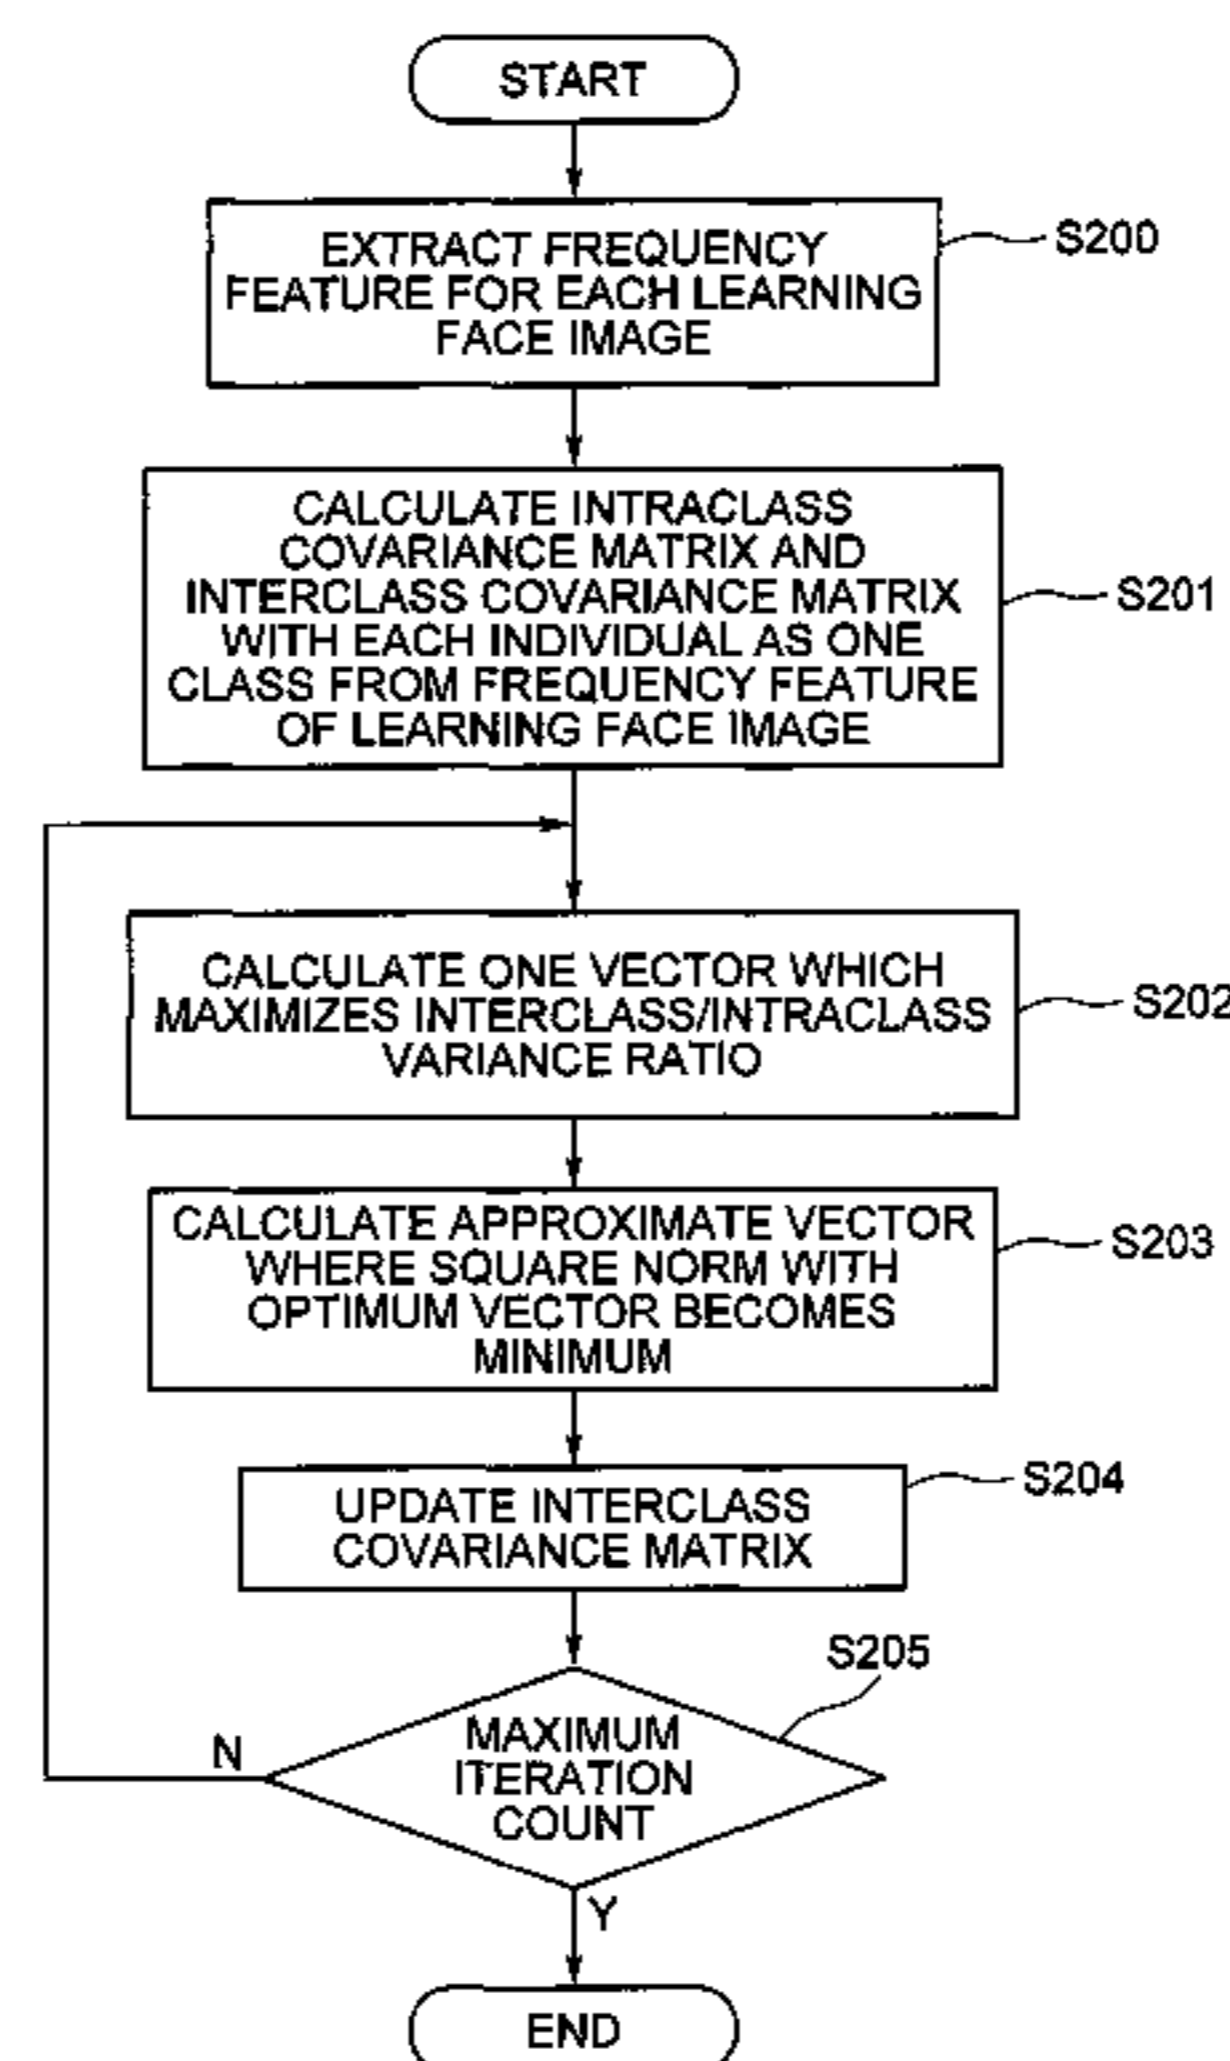 START
EXTRACT FREQUENCY
FEATURE FOR EACH LEARNING
FACE IMAGE
S200
CALCULATE INTRACLASS
COVARIANCE MATRIX AND
INTERCLASS COVARIANCE MATRIX
WITH EACH INDIVIDUAL AS ONE
CLASS FROM FREQUENCY FEATURE
OF LEARNING FACE IMAGE
S201
CALCULATE ONE VECTOR WHICH
MAXIMIZES INTERCLASS/INTRACLASS
VARIANCE RATIO
S202
CALCULATE APPROXIMATE VECTOR
WHERE SQUARE NORM WITH
OPTIMUM VECTOR BECOMES
MINIMUM
S203
UPDATE INTERCLASS
COVARIANCE MATRIX
S204
S205
MAXIMUM
ITERATION
COUNT
N
Y
END